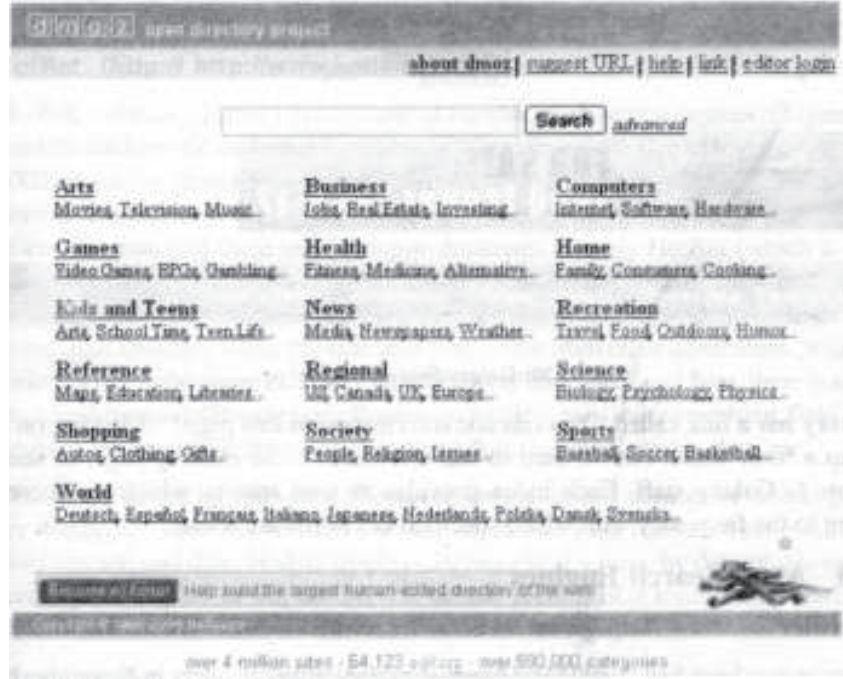 dmoz open directory project
about dmoz | suggest URL | help | link | editor login
Search advanced
Arts Business Computers
Movies, Television, Music... Jobs, Real Estate, Investing... Internet, Software, Hardware...
Games Health Home
Video Games, RPGs, Gambling... Fitness, Medicine, Alternative... Family, Consumers, Cooking...
Kids and Teens News Recreation
Arts, School Time, Teen Life... Media, Newspapers, Weather... Travel, Food, Outdoors, Humor...
Reference Regional Science
Maps, Education, Libraries... US, Canada, UK, Europe... Biology, Psychology, Physics...
Shopping Society Sports
Autos, Clothing, Gifts... People, Religion, Issues... Baseball, Soccer, Basketball...
World
Deutsch, Español, Français, Italiano, Japanese, Nederlands, Polska, Dansk, Svenska...
Become an Editor Help build the largest human-edited directory of the web
over 4 million sites - 64,123 editors - over 590,000 categories